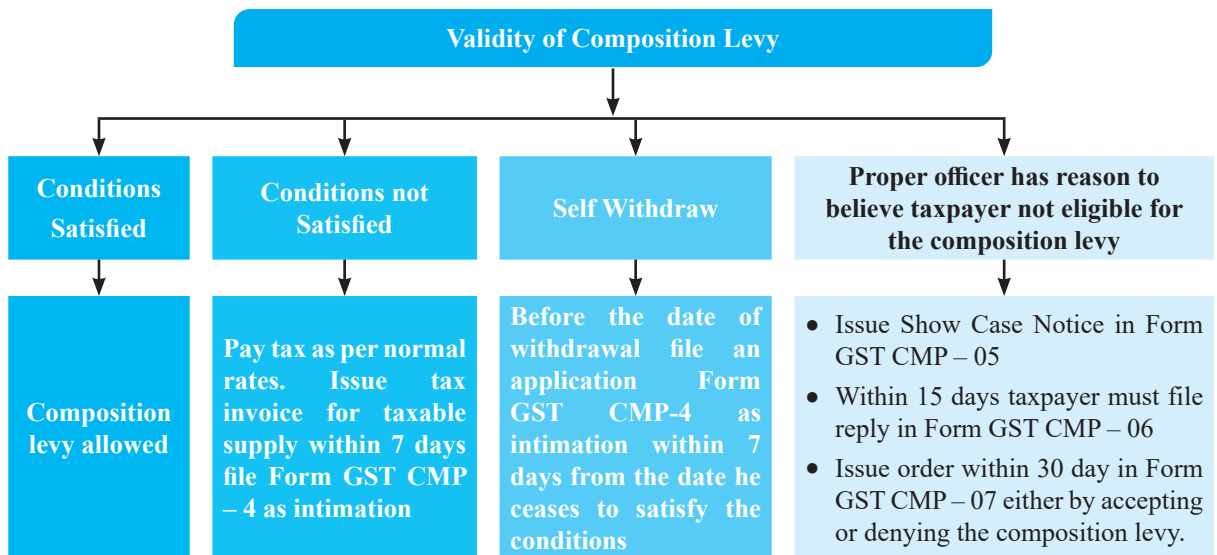 Validity of Composition Levy
Conditions
Satisfied
Conditions not
Satisfied
Self Withdraw
Proper officer has reason to
believe taxpayer not eligible for
the composition levy
Composition
levy allowed
Pay tax as per normal
rates. Issue tax
invoice for taxable
supply within 7 days
file Form GST CMP
– 4 as intimation
Before the date of
withdrawal file an
application Form
GST CMP-4 as
intimation within 7
days from the date he
ceases to satisfy the
conditions
• Issue Show Case Notice in Form
GST CMP – 05
• Within 15 days taxpayer must file
reply in Form GST CMP – 06
• Issue order within 30 day in Form
GST CMP – 07 either by accepting
or denying the composition levy.